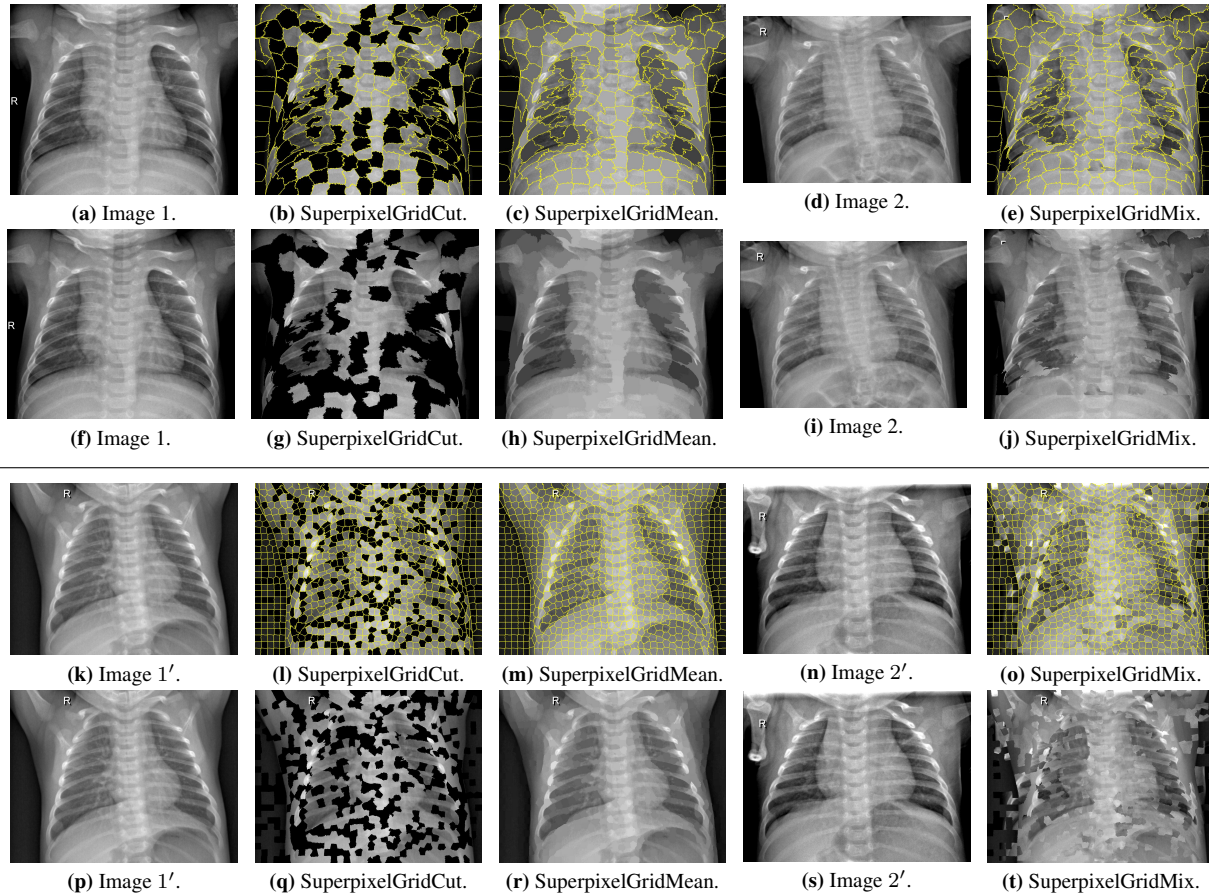 R
R
(a) Image 1.
(b) SuperpixelGridCut.
(c) SuperpixelGridMean.
(d) Image 2.
(e) SuperpixelGridMix.
R
R
(f) Image 1.
(g) SuperpixelGridCut.
(h) SuperpixelGridMean.
(i) Image 2.
(j) SuperpixelGridMix.
R
R
R
R
(k) Image 1′.
(l) SuperpixelGridCut.
(m) SuperpixelGridMean.
(n) Image 2′.
(o) SuperpixelGridMix.
R
R
R
R
(p) Image 1′.
(q) SuperpixelGridCut.
(r) SuperpixelGridMean.
(s) Image 2′.
(t) SuperpixelGridMix.